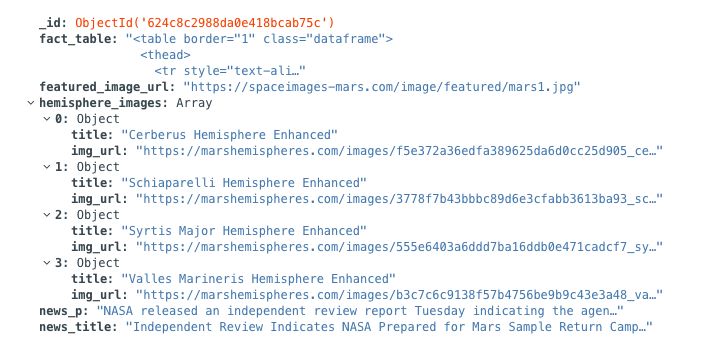 _id: ObjectId('624c8c2988da0e418bcab75c')
fact_table: "<table border="1" class="dataframe">
<thead>
<tr style="text-ali…"
featured_image_url: "https://spaceimages-mars.com/image/featured/mars1.jpg"
hemisphere_images: Array
0: Object
title: "Cerberus Hemisphere Enhanced"
img_url: "https://marshemispheres.com/images/f5e372a36edfa389625da6d0cc25d905_ce…"
1: Object
title: "Schiaparelli Hemisphere Enhanced"
img_url: "https://marshemispheres.com/images/3778f7b43bbbc89d6e3cfabb3613ba93_sc…"
2: Object
title: "Syrtis Major Hemisphere Enhanced"
img_url: "https://marshemispheres.com/images/555e6403a6ddd7ba16ddb0e471cadcf7_sy…"
3: Object
title: "Valles Marineris Hemisphere Enhanced"
img_url: "https://marshemispheres.com/images/b3c7c6c9138f57b4756be9b9c43e3a48_va…"
news_p: "NASA released an independent review report Tuesday indicating the agen…"
news_title: "Independent Review Indicates NASA Prepared for Mars Sample Return Camp…"